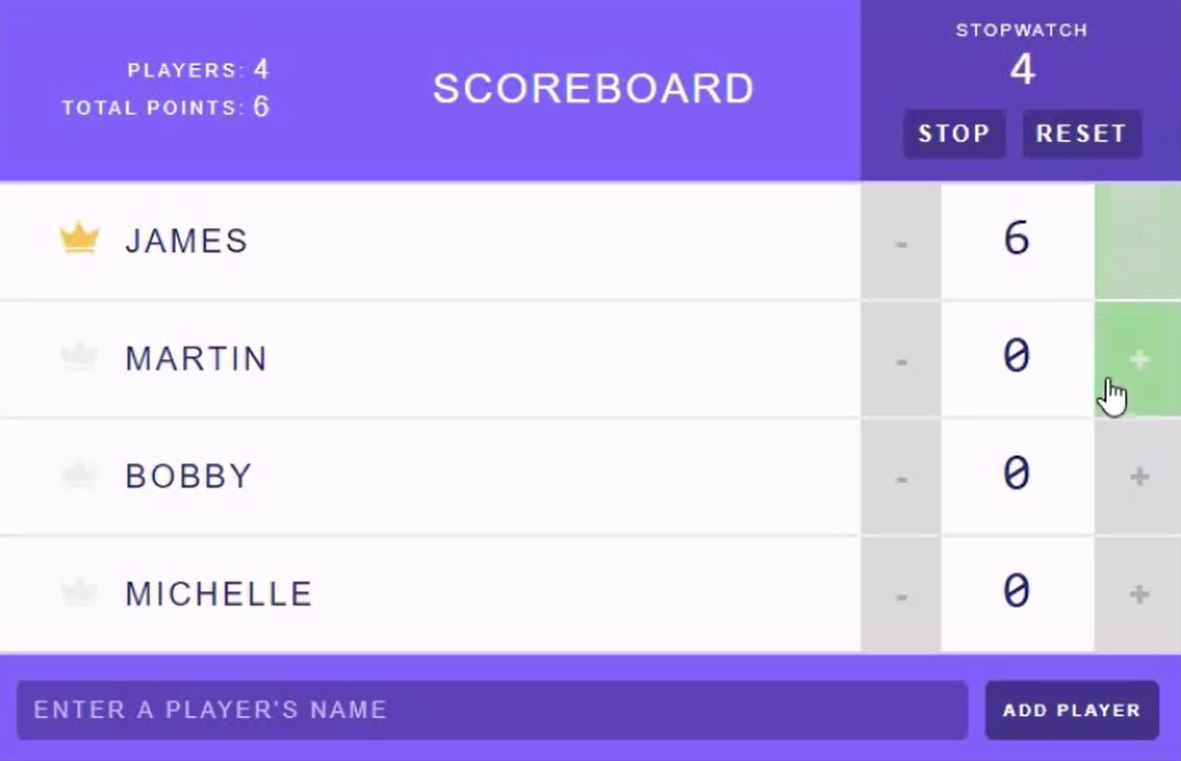 PLAYERS: 4
TOTAL POINTS: 6
SCOREBOARD
STOPWATCH
4
STOP RESET
JAMES - 6
MARTIN - 0 +
BOBBY - 0 +
MICHELLE - 0 +
ENTER A PLAYER'S NAME ADD PLAYER